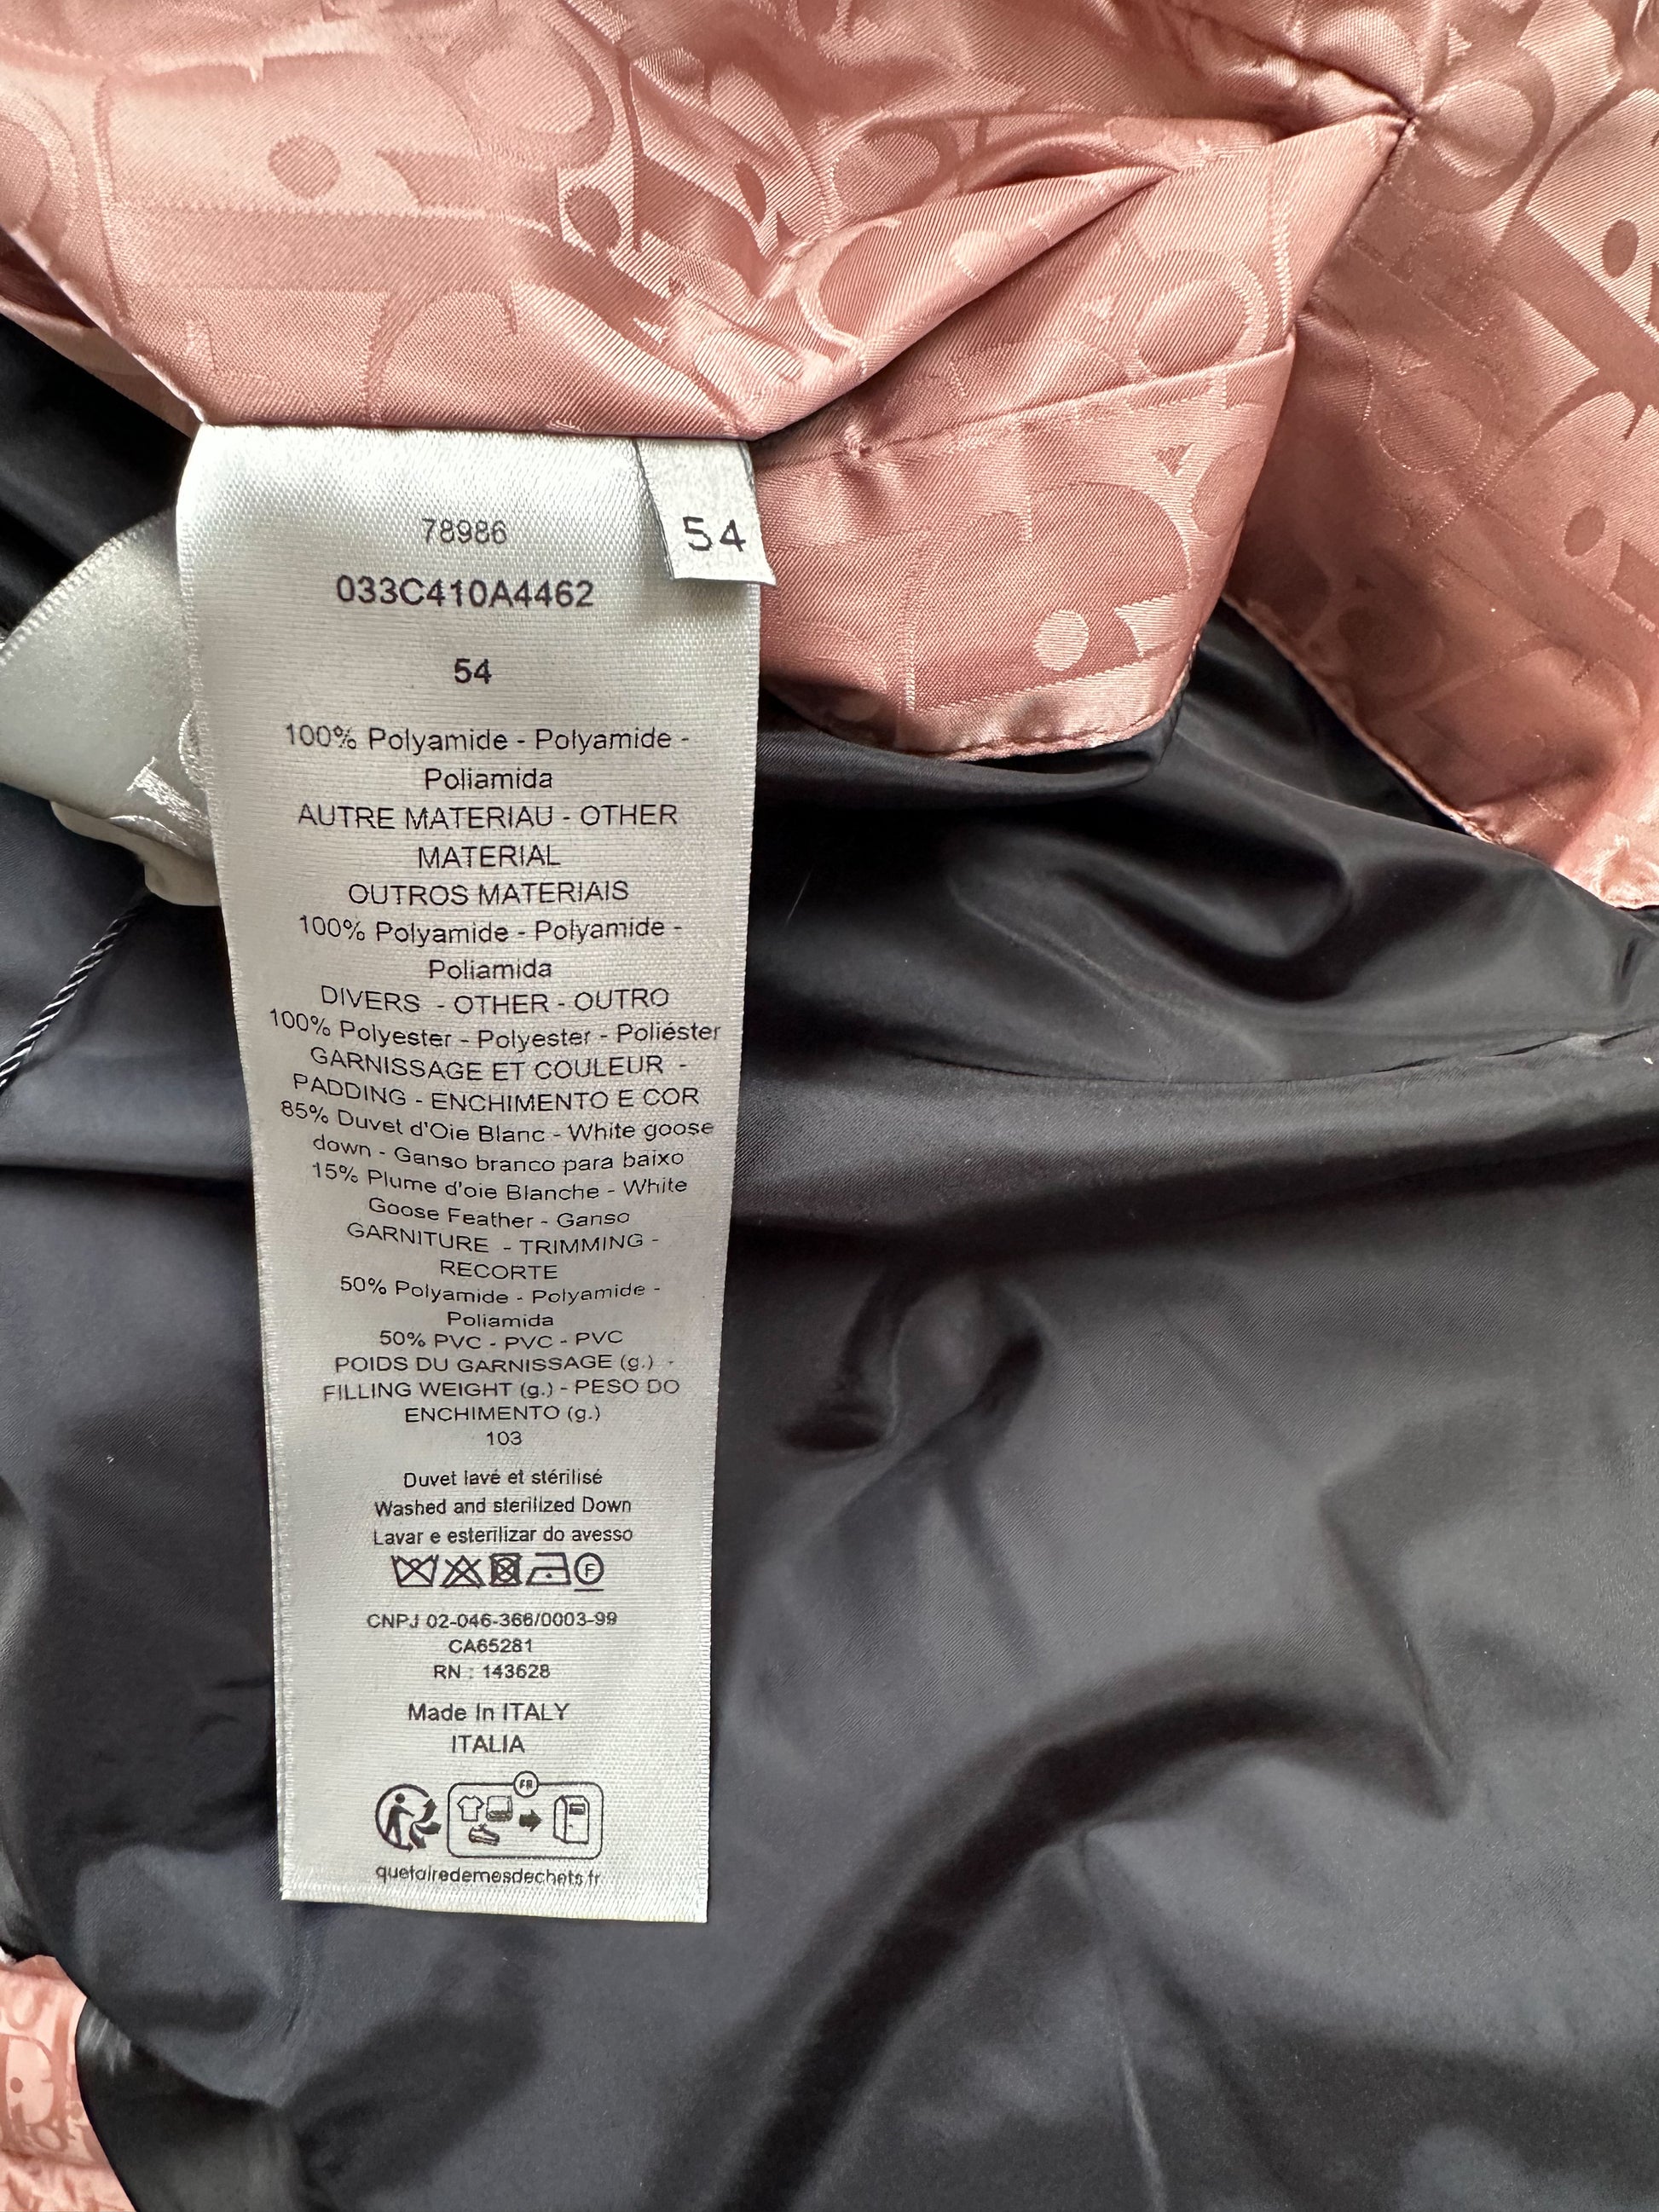 78986
54
033C410A4462
54
100% Polyamide - Polyamide -
Poliamida
AUTRE MATERIAU - OTHER
MATERIAL
OUTROS MATERIAIS
100% Polyamide - Polyamide -
Poliamida
DIVERS - OTHER - OUTRO
100% Polyester - Polyester - Poliéster
GARNISSAGE ET COULEUR -
PADDING - ENCHIMENTO E COR
85% Duvet d'Oie Blanc - White goose
down - Ganso branco para baixo
15% Plume d'oie Blanche - White
Goose Feather - Ganso
GARNITURE - TRIMMING -
RECORTE
50% Polyamide - Polyamide -
Poliamida
50% PVC - PVC - PVC
POIDS DU GARNISSAGE (g.) -
FILLING WEIGHT (g.) - PESO DO
ENCHIMENTO (g.)
103
Duvet lavé et stérilisé
Washed and sterilized Down
Lavar e esterilizar do avesso
F
CNPJ 02-046-366/0003-99
CA65281
RN : 143628
Made In ITALY
ITALIA
FR
quefairedemesdechets.fr